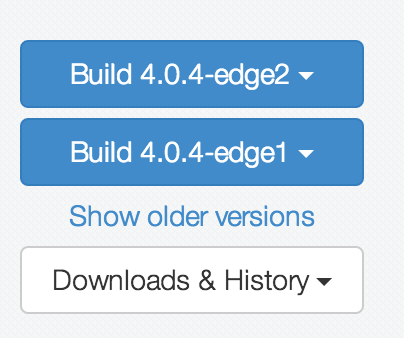 Build 4.0.4-edge2
Build 4.0.4-edge1
Show older versions
Downloads & History